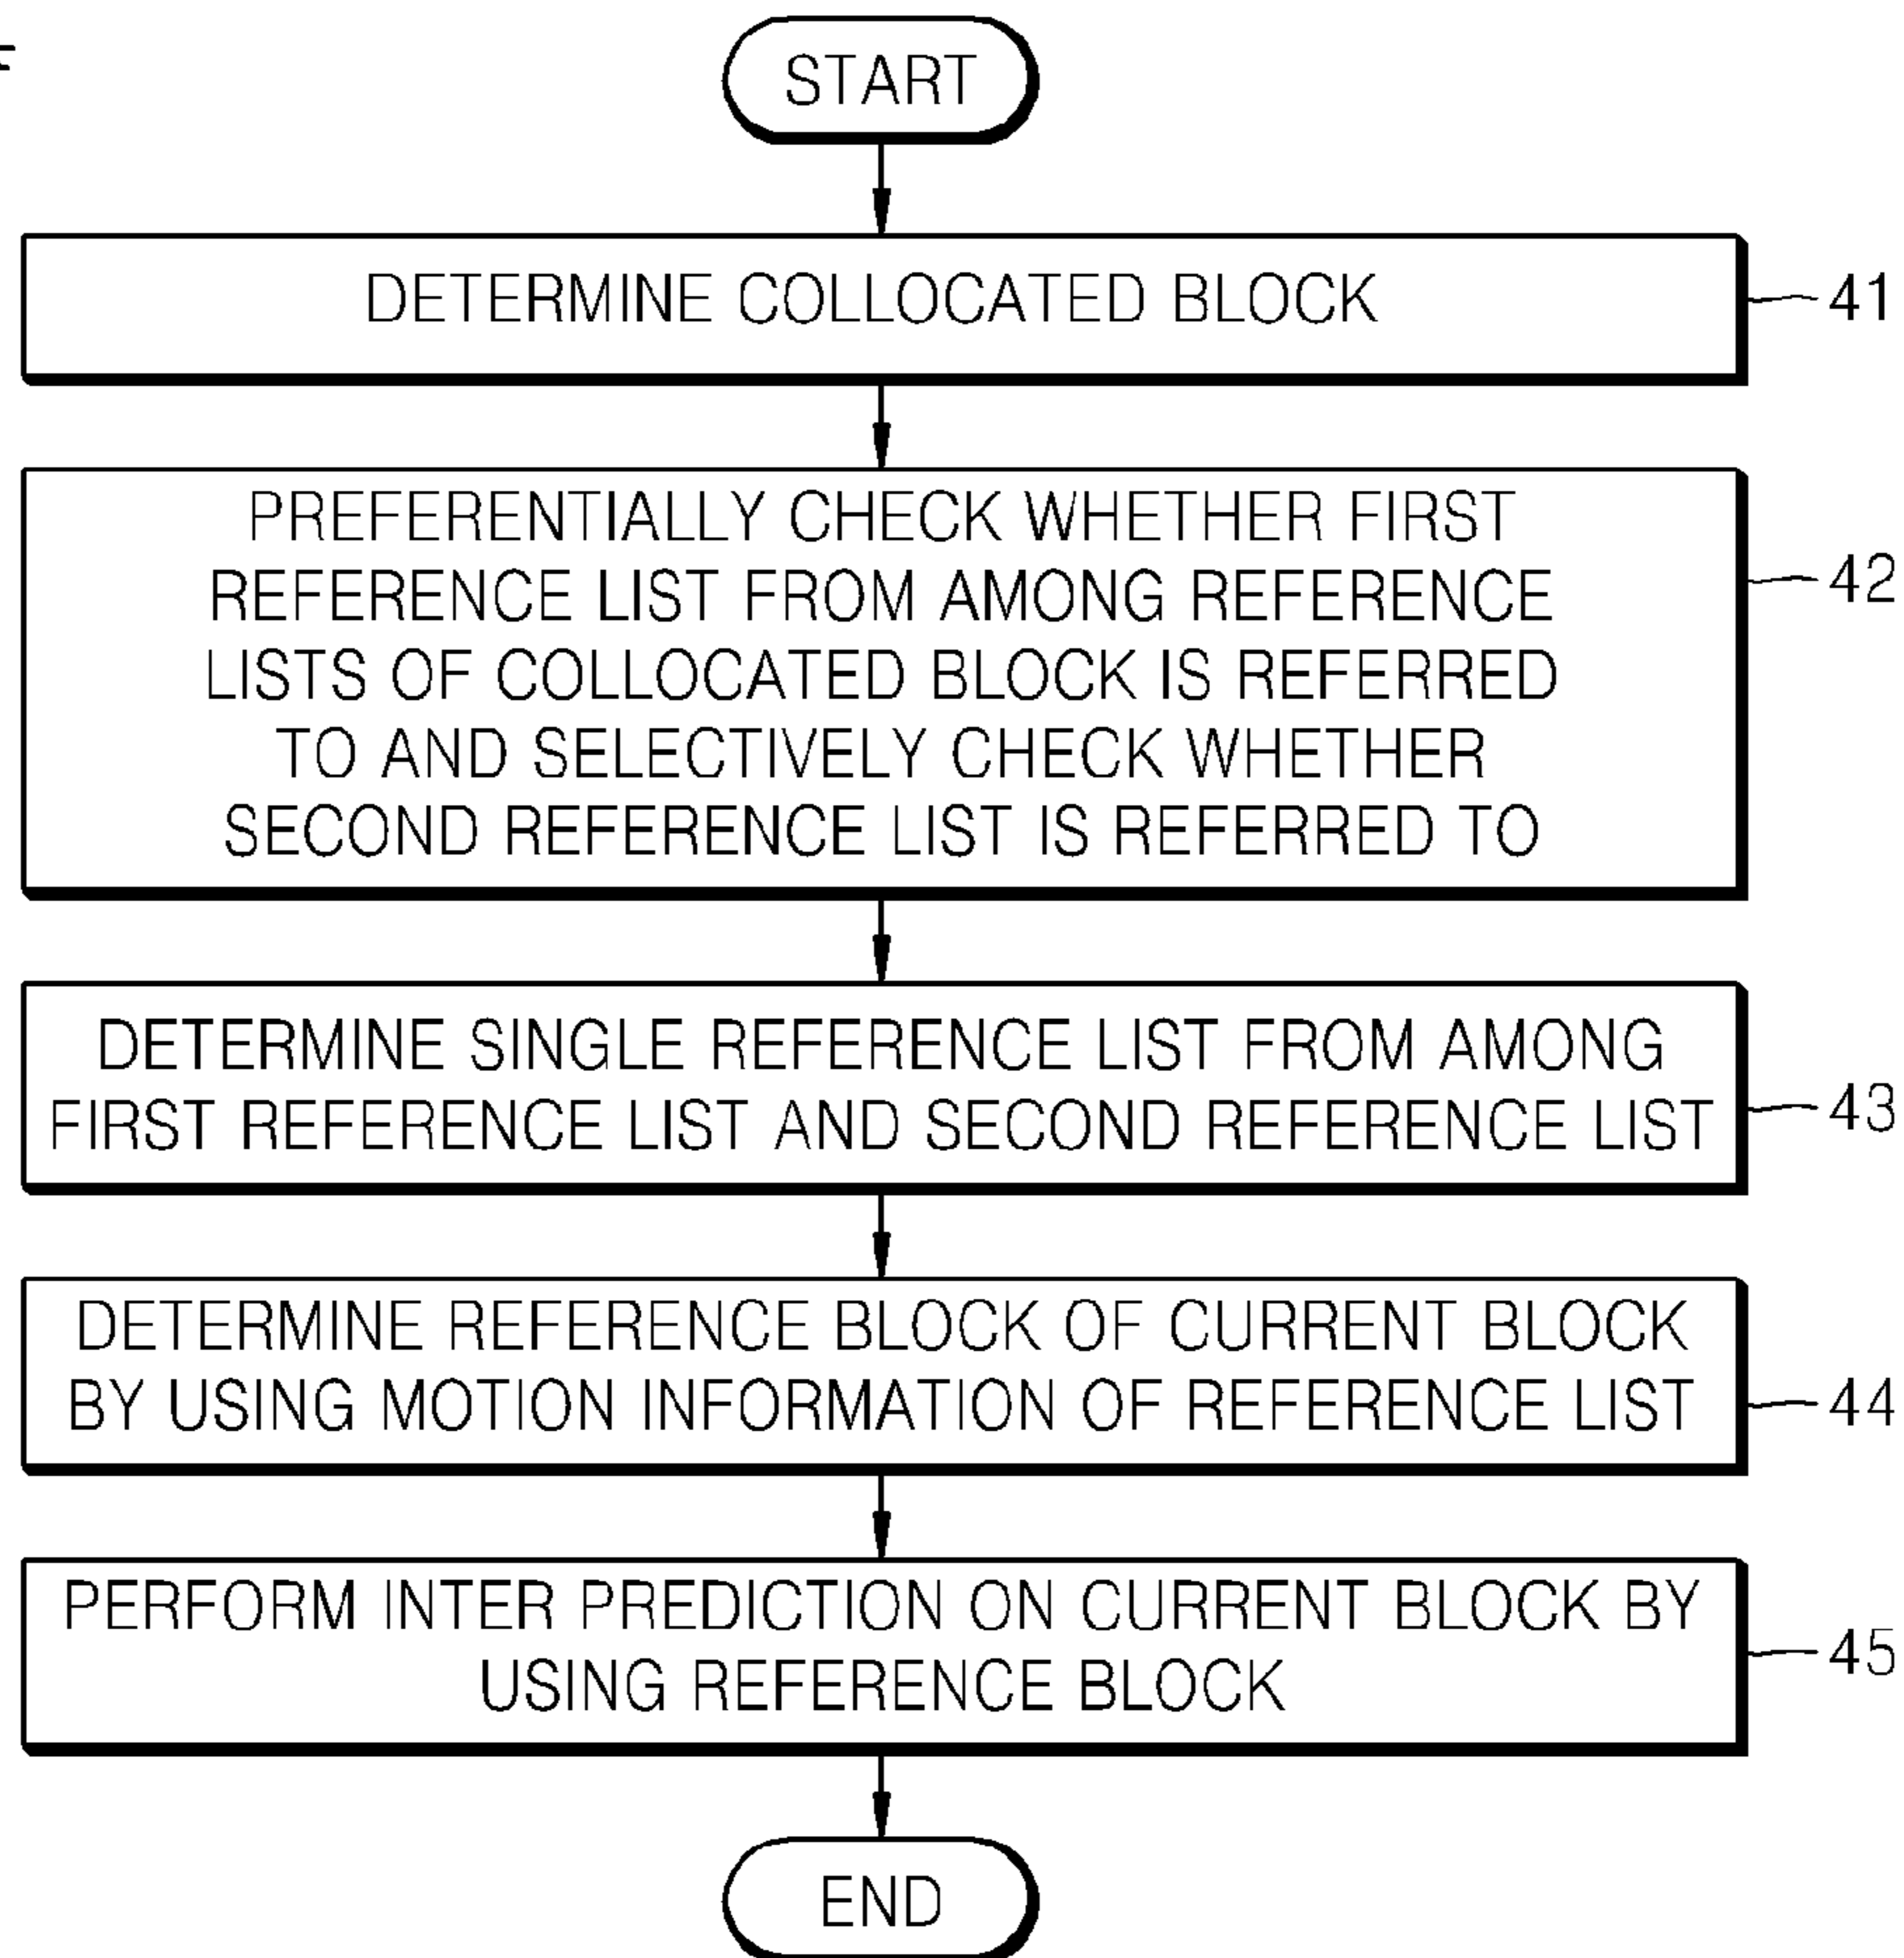 START
DETERMINE COLLOCATED BLOCK
41
PREFERENTIALLY CHECK WHETHER FIRST
REFERENCE LIST FROM AMONG REFERENCE
LISTS OF COLLOCATED BLOCK IS REFERRED
TO AND SELECTIVELY CHECK WHETHER
SECOND REFERENCE LIST IS REFERRED TO
42
DETERMINE SINGLE REFERENCE LIST FROM AMONG
FIRST REFERENCE LIST AND SECOND REFERENCE LIST
43
DETERMINE REFERENCE BLOCK OF CURRENT BLOCK
BY USING MOTION INFORMATION OF REFERENCE LIST
44
PERFORM INTER PREDICTION ON CURRENT BLOCK BY
USING REFERENCE BLOCK
45
END